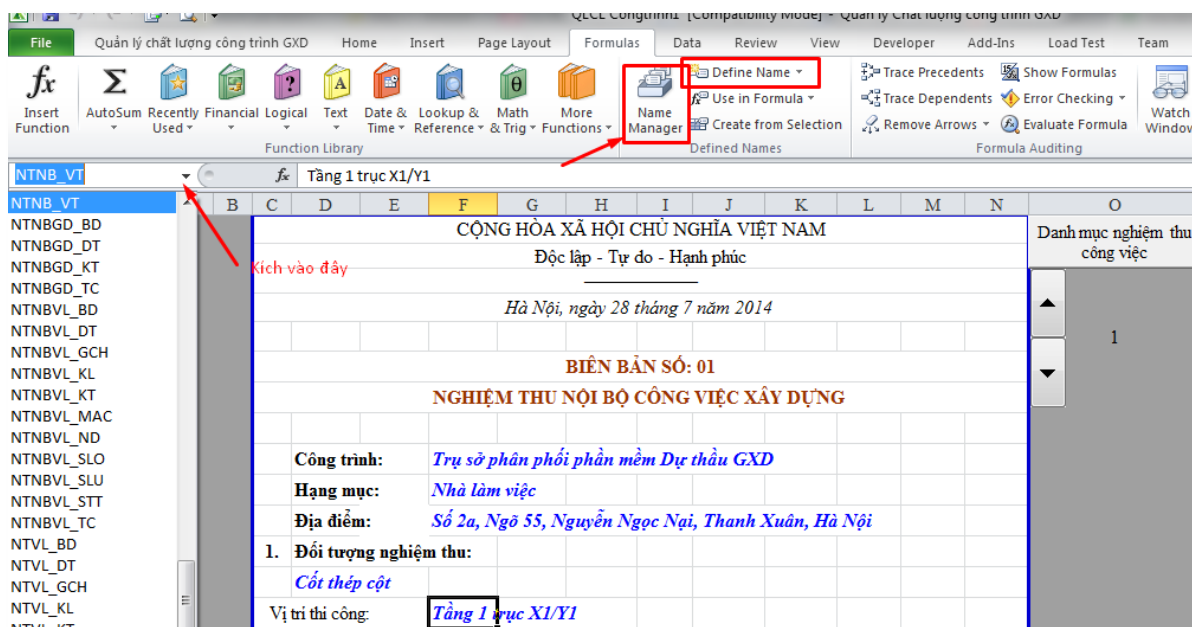 QLCL Congtrinh1 [Compatibility Mode] - Quản lý Chất lượng công trình GXD
File Quản lý chất lượng công trình GXD Home Insert Page Layout Formulas Data Review View Developer Add-Ins Load Test Team
fx Insert Function
Σ AutoSum
Recently Used
Financial
? Logical
A Text
Date & Time
Lookup & Reference
θ Math & Trig
More Functions
Function Library
Name Manager
Define Name
fx Use in Formula
Create from Selection
Defined Names
Trace Precedents
Trace Dependents
Remove Arrows
Show Formulas
Error Checking
fx Evaluate Formula
Formula Auditing
Watch Window
NTNB_VT fx Tầng 1 trục X1/Y1
NTNB_VT
NTNBGD_BD
NTNBGD_DT
NTNBGD_KT
NTNBGD_TC
NTNBVL_BD
NTNBVL_DT
NTNBVL_GCH
NTNBVL_KL
NTNBVL_KT
NTNBVL_MAC
NTNBVL_ND
NTNBVL_SLO
NTNBVL_SLU
NTNBVL_STT
NTNBVL_TC
NTVL_BD
NTVL_DT
NTVL_GCH
NTVL_KL
NTVL_KT
Kích vào đây
B C D E F G H I J K L M N O
CỘNG HÒA XÃ HỘI CHỦ NGHĨA VIỆT NAM
Độc lập - Tự do - Hạnh phúc
Hà Nội, ngày 28 tháng 7 năm 2014
BIÊN BẢN SỐ: 01
NGHIỆM THU NỘI BỘ CÔNG VIỆC XÂY DỰNG
Công trình: Trụ sở phân phối phần mềm Dự thầu GXD
Hạng mục: Nhà làm việc
Địa điểm: Số 2a, Ngõ 55, Nguyễn Ngọc Nại, Thanh Xuân, Hà Nội
1. Đối tượng nghiệm thu:
Cốt thép cột
Vị trí thi công: Tầng 1 trục X1/Y1
Danh mục nghiệm thu
công việc
1